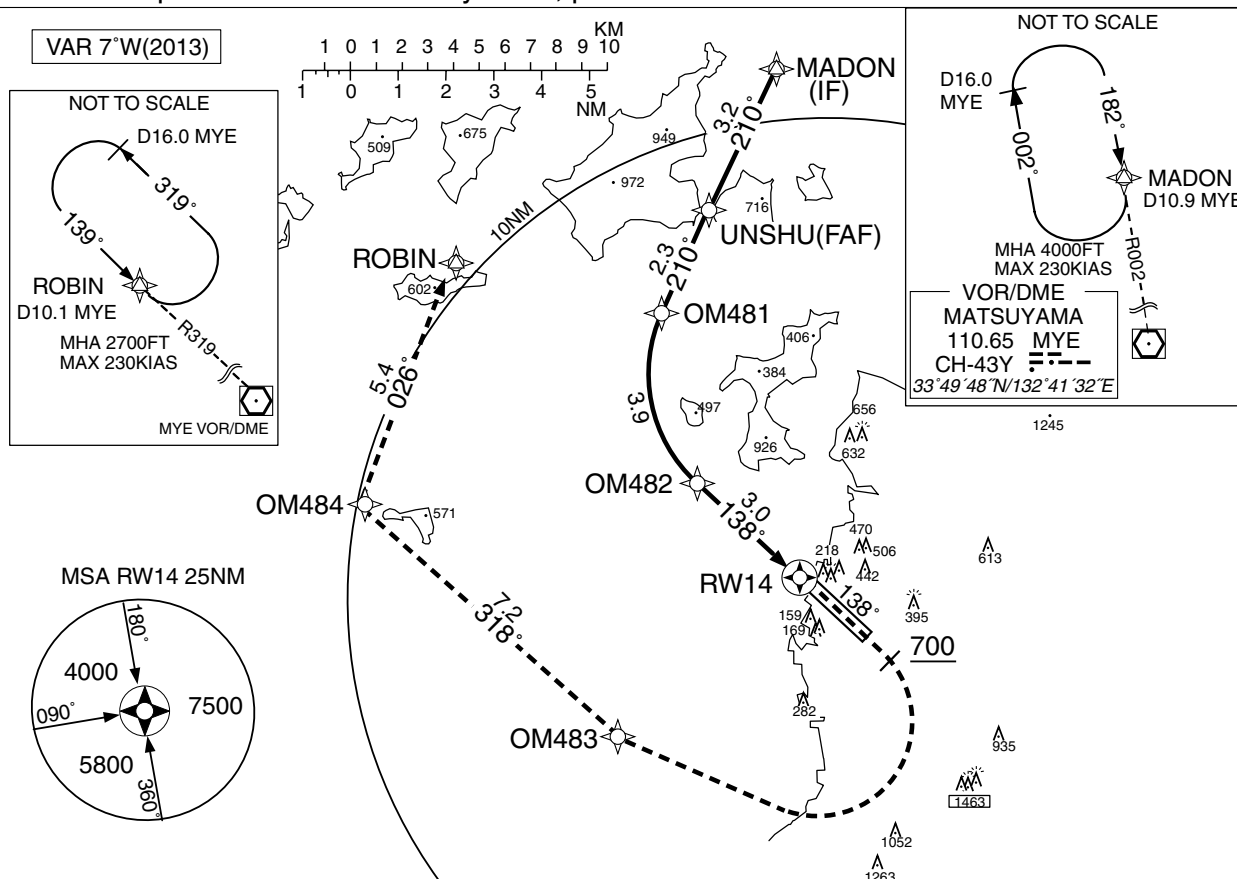 VAR 7°W(2013)
1 0 1 2 3 4 5 6 7 8 9 10 KM
1 0 1 2 3 4 5 NM
NOT TO SCALE
D16.0 MYE
319°
139°
ROBIN
D10.1 MYE
R319
MHA 2700FT
MAX 230KIAS
MYE VOR/DME
NOT TO SCALE
D16.0
MYE
182°
002°
MADON
D10.9 MYE
MHA 4000FT
MAX 230KIAS
R002
VOR/DME
MATSUYAMA
110.65 MYE
CH-43Y
33°49´48˝N/132°41´32˝E
MADON
(IF)
3.2
210°
509
675
949
972
716
10NM
UNSHU(FAF)
ROBIN
602
2.3
210°
OM481
406
384
497
926
3.9
5.4
026°
656
632
1245
OM482
3.0
138°
OM484
571
470
506
442
218
613
RW14
138°
159
169
395
700
7.2
318°
282
OM483
935
1463
1052
1263
MSA RW14 25NM
180°
4000
7500
090°
5800
360°